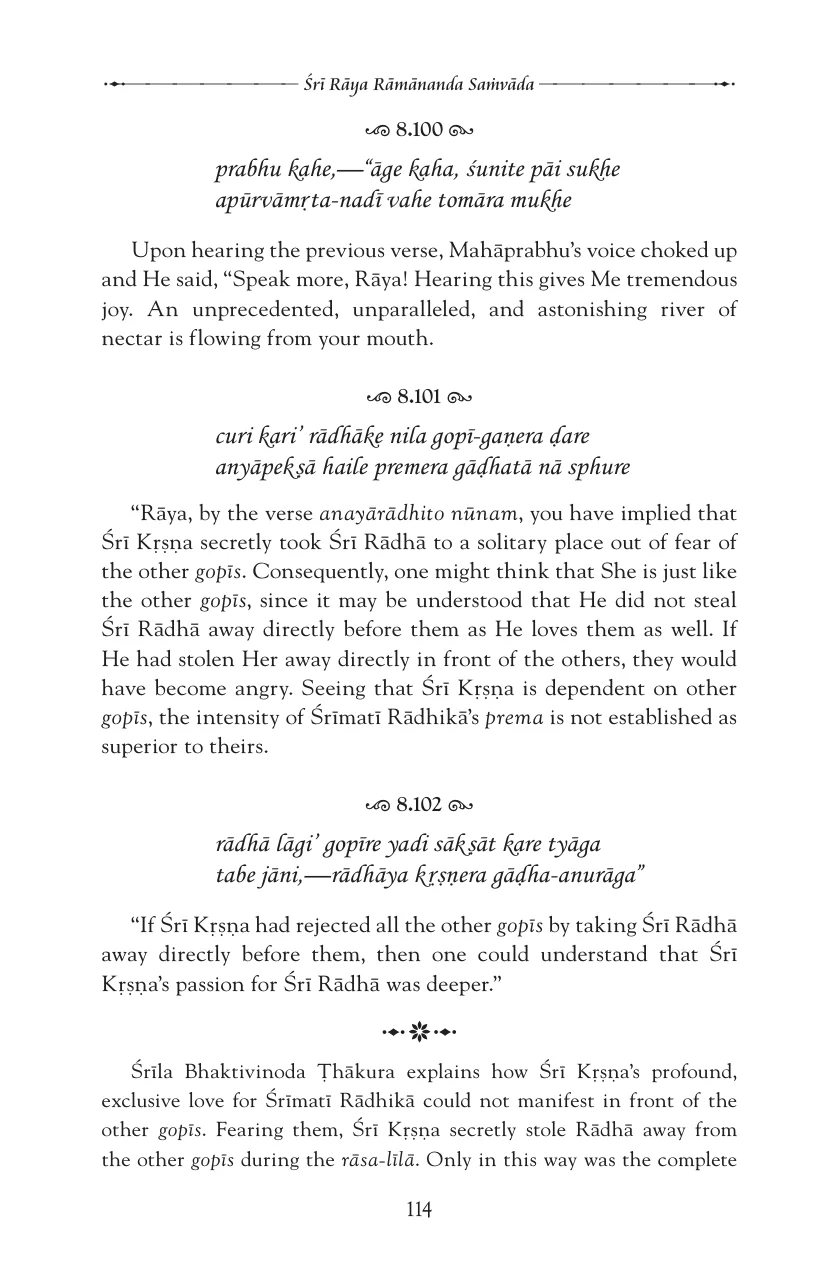 Śrī Rāya Rāmānanda Saṁvāda
8.100
prabhu kahe,—“āge kaha, śunite pāi sukhe
apūrvāmṛta-nadī vahe tomāra mukhe
Upon hearing the previous verse, Mahāprabhu’s voice choked up
and He said, “Speak more, Rāya! Hearing this gives Me tremendous
joy. An unprecedented, unparalleled, and astonishing river of
nectar is flowing from your mouth.
8.101
curi kari’ rādhāke nila gopī-gaṇera ḍare
anyāpekṣā haile premera gāḍhatā nā sphure
“Rāya, by the verse anayārādhito nūnam, you have implied that
Śrī Kṛṣṇa secretly took Śrī Rādhā to a solitary place out of fear of
the other gopīs. Consequently, one might think that She is just like
the other gopīs, since it may be understood that He did not steal
Śrī Rādhā away directly before them as He loves them as well. If
He had stolen Her away directly in front of the others, they would
have become angry. Seeing that Śrī Kṛṣṇa is dependent on other
gopīs, the intensity of Śrīmatī Rādhikā’s prema is not established as
superior to theirs.
8.102
rādhā lāgi’ gopīre yadi sākṣāt kare tyāga
tabe jāni,—rādhāya kṛṣṇera gāḍha-anurāga”
“If Śrī Kṛṣṇa had rejected all the other gopīs by taking Śrī Rādhā
away directly before them, then one could understand that Śrī
Kṛṣṇa’s passion for Śrī Rādhā was deeper.”
Śrīla Bhaktivinoda Ṭhākura explains how Śrī Kṛṣṇa’s profound,
exclusive love for Śrīmatī Rādhikā could not manifest in front of the
other gopīs. Fearing them, Śrī Kṛṣṇa secretly stole Rādhā away from
the other gopīs during the rāsa-līlā. Only in this way was the complete
114